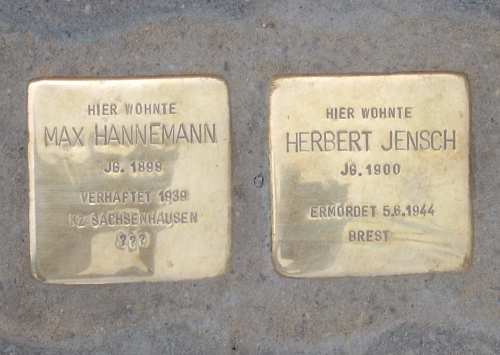 HIER WOHNTE
MAX HANNEMANN
JG. 1899
VERHAFTET 1939
KZ SACHSENHAUSEN
???
HIER WOHNTE
HERBERT JENSCH
JG. 1900
ERMORDET 5.6.1944
BREST